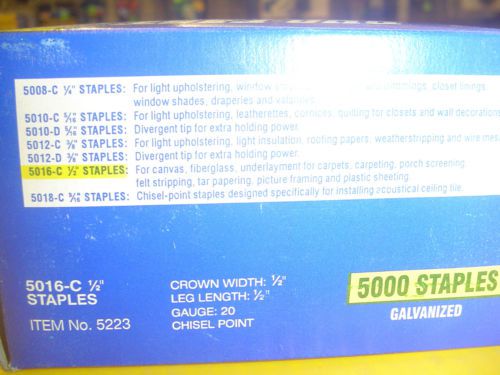 5008-C ¼" STAPLES: For light upholstering, window closet linings,
window shades, draperies and valances.
5010-C 5/16" STAPLES: For light upholstery, leatherettes, cornices, quilting for closets and wall decorations
5010-D 5/16" STAPLES: Divergent tip for extra holding power.
5012-C ⅜" STAPLES: For light upholstering, light insulation, roofing papers, weatherstripping and wire mes
5012-D ⅜" STAPLES: Divergent tip for extra holding power.
5016-C ½" STAPLES: For canvas, fiberglass, underlayment for carpets, carpeting, porch screening,
felt stripping, tar papering, picture framing and plastic sheeting.
5018-C STAPLES: Chisel-point staples designed specifically for installing acoustical ceiling tile.
5016-C ½"
STAPLES
ITEM No. 5223
CROWN WIDTH: ½"
LEG LENGTH: ½"
GAUGE: 20
CHISEL POINT
5000 STAPLES
GALVANIZED